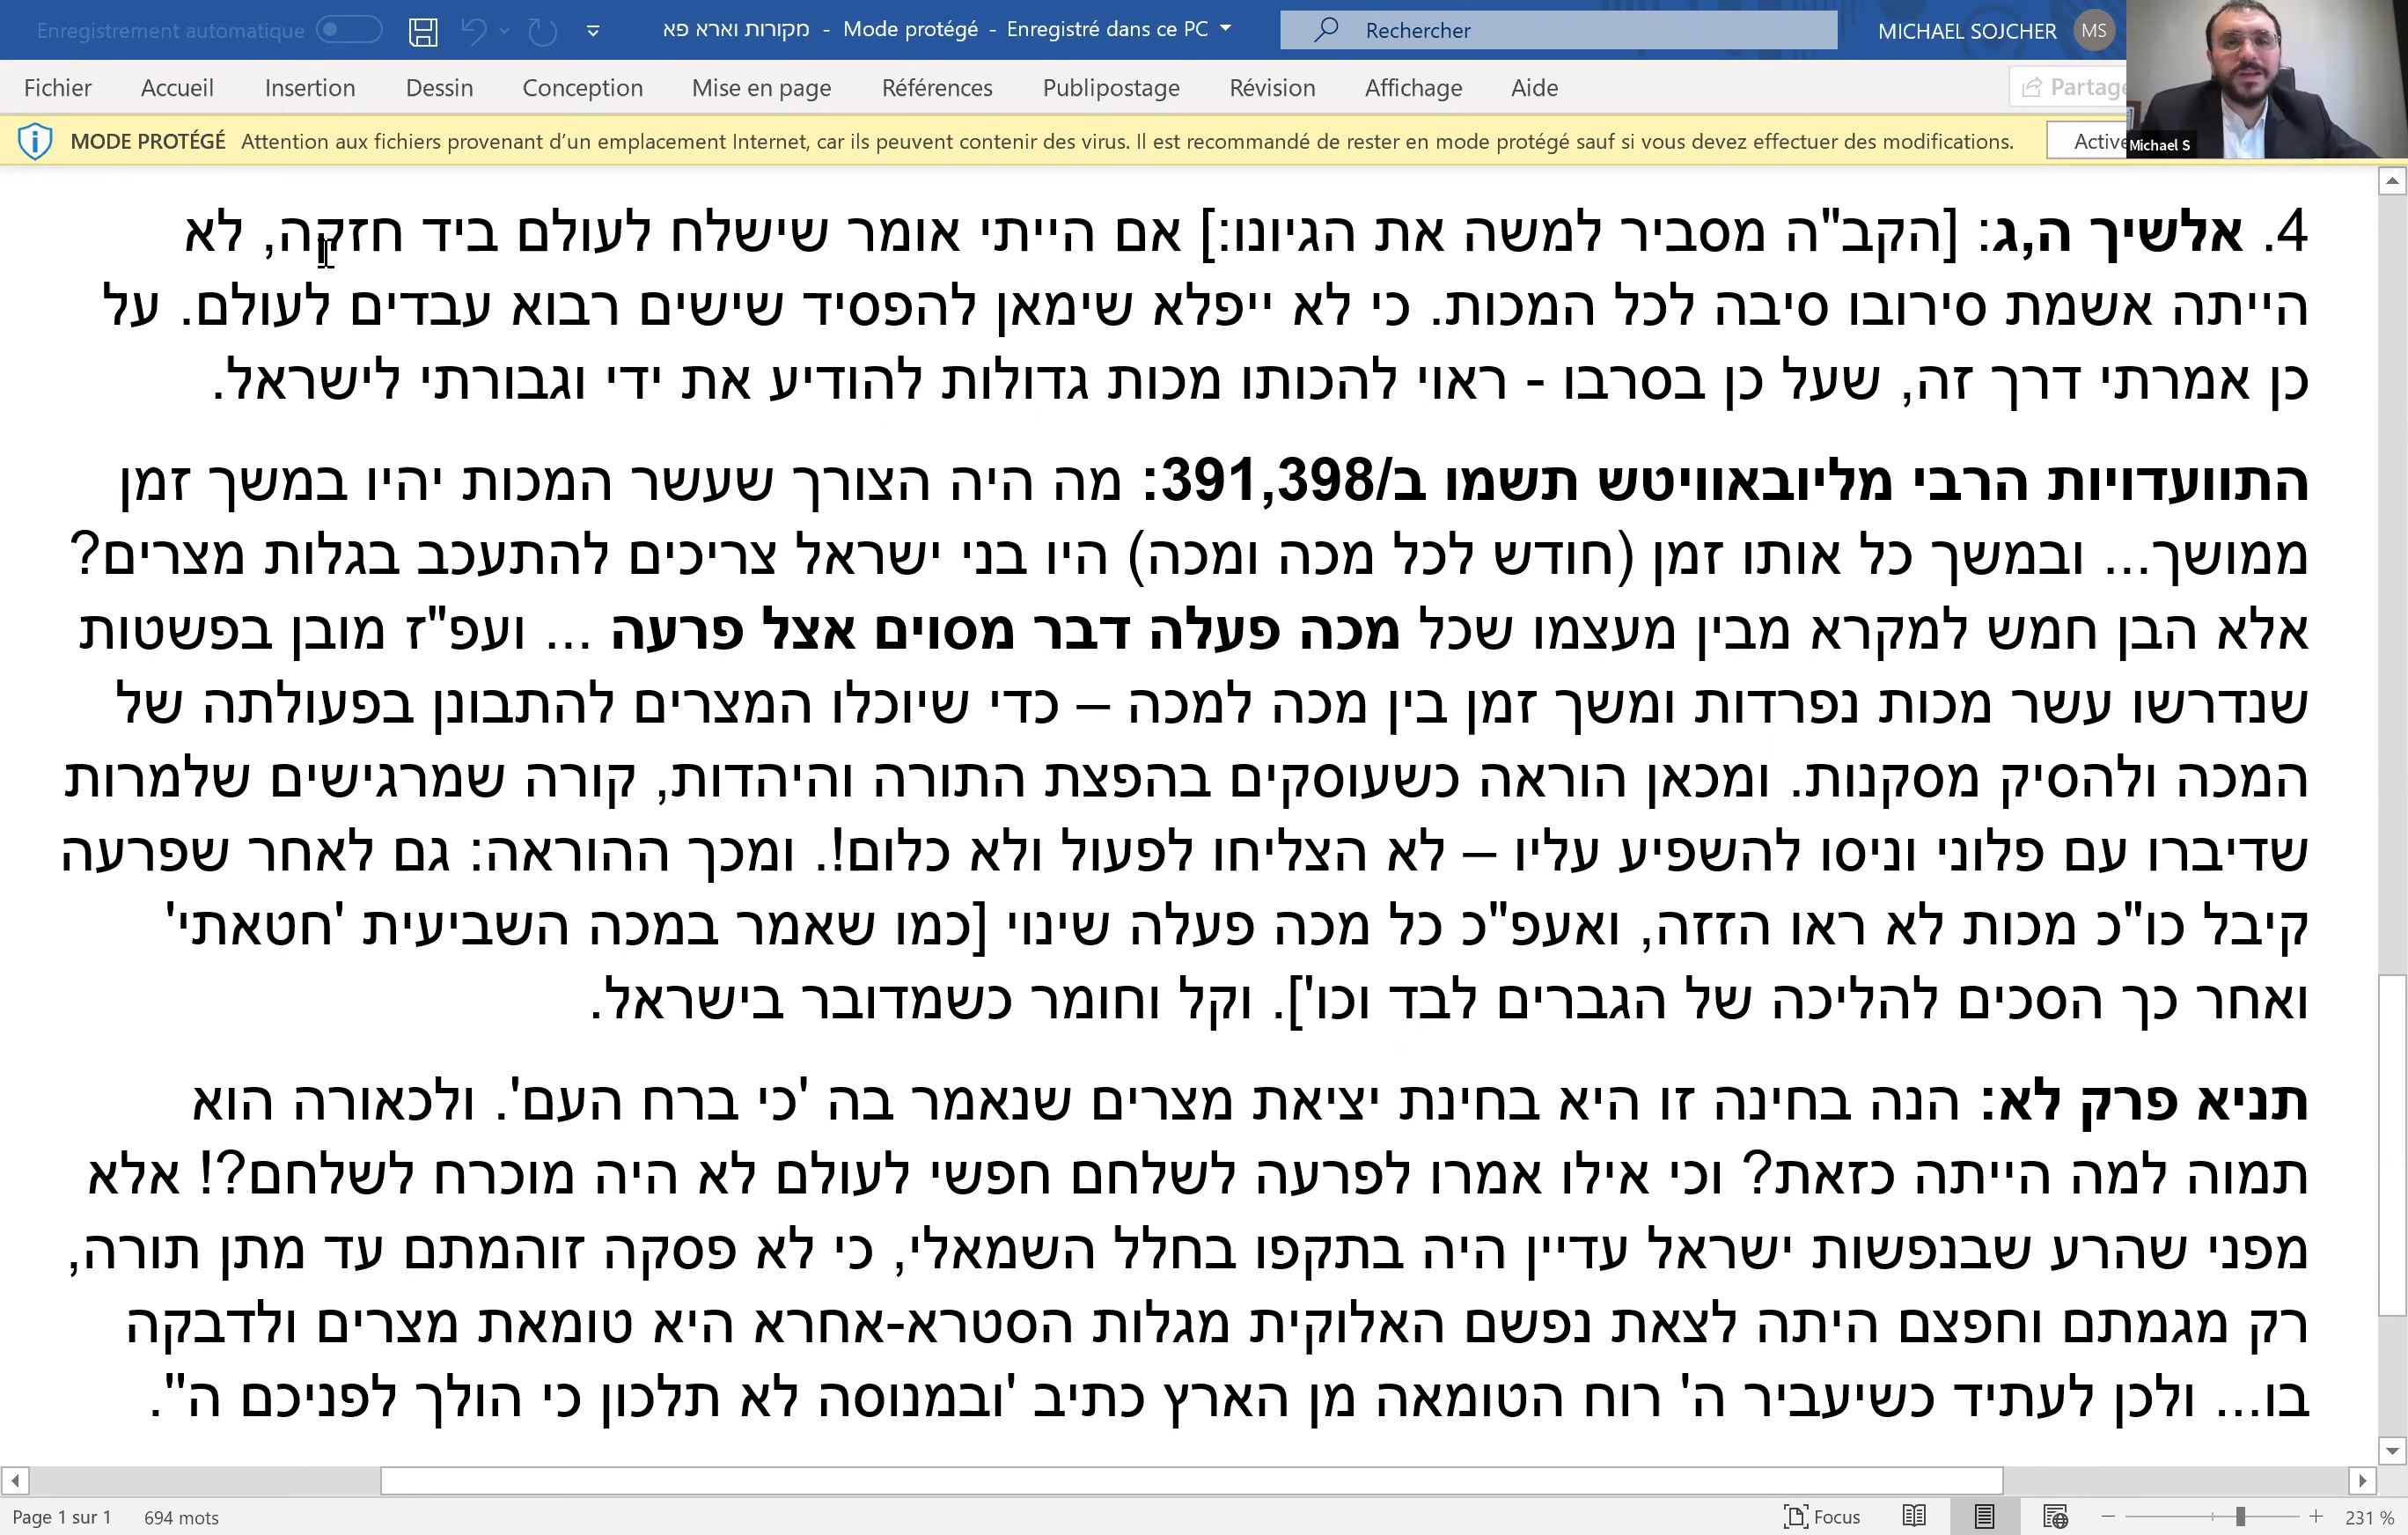 Enregistrement automatique
מקורות וארא פא - Mode protégé - Enregistré dans ce PC
Rechercher
MICHAEL SOJCHER MS
Fichier Accueil Insertion Dessin Conception Mise en page Références Publipostage Révision Affichage Aide Partage
MODE PROTÉGÉ Attention aux fichiers provenant d'un emplacement Internet, car ils peuvent contenir des virus. Il est recommandé de rester en mode protégé sauf si vous devez effectuer des modifications. Active
Michael S
4. אלשיך ה,ג: [הקב"ה מסביר למשה את הגיונו:] אם הייתי אומר שישלח לעולם ביד חזקה, לא
הייתה אשמת סירובו סיבה לכל המכות. כי לא ייפלא שימאן להפסיד שישים רבוא עבדים לעולם. על
כן אמרתי דרך זה, שעל כן בסרבו - ראוי להכותו מכות גדולות להודיע את ידי וגבורתי לישראל.
התוועדויות הרבי מליובאוויטש תשמו ב/391,398: מה היה הצורך שעשר המכות יהיו במשך זמן
ממושך... ובמשך כל אותו זמן (חודש לכל מכה ומכה) היו בני ישראל צריכים להתעכב בגלות מצרים?
אלא הבן חמש למקרא מבין מעצמו שכל מכה פעלה דבר מסוים אצל פרעה ... ועפ"ז מובן בפשטות
שנדרשו עשר מכות נפרדות ומשך זמן בין מכה למכה – כדי שיוכלו המצרים להתבונן בפעולתה של
המכה ולהסיק מסקנות. ומכאן הוראה כשעוסקים בהפצת התורה והיהדות, קורה שמרגישים שלמרות
שדיברו עם פלוני וניסו להשפיע עליו – לא הצליחו לפעול ולא כלום!. ומכך ההוראה: גם לאחר שפרעה
קיבל כו"כ מכות לא ראו הזזה, ואעפ"כ כל מכה פעלה שינוי [כמו שאמר במכה השביעית 'חטאתי'
ואחר כך הסכים להליכה של הגברים לבד וכו']. וקל וחומר כשמדובר בישראל.
תניא פרק לא: הנה בחינה זו היא בחינת יציאת מצרים שנאמר בה 'כי ברח העם'. ולכאורה הוא
תמוה למה הייתה כזאת? וכי אילו אמרו לפרעה לשלחם חפשי לעולם לא היה מוכרח לשלחם?! אלא
מפני שהרע שבנפשות ישראל עדיין היה בתקפו בחלל השמאלי, כי לא פסקה זוהמתם עד מתן תורה,
רק מגמתם וחפצם היתה לצאת נפשם האלוקית מגלות הסטרא-אחרא היא טומאת מצרים ולדבקה
בו... ולכן לעתיד כשיעביר ה' רוח הטומאה מן הארץ כתיב 'ובמנוסה לא תלכון כי הולך לפניכם ה''.
Page 1 sur 1 694 mots Focus 231 %